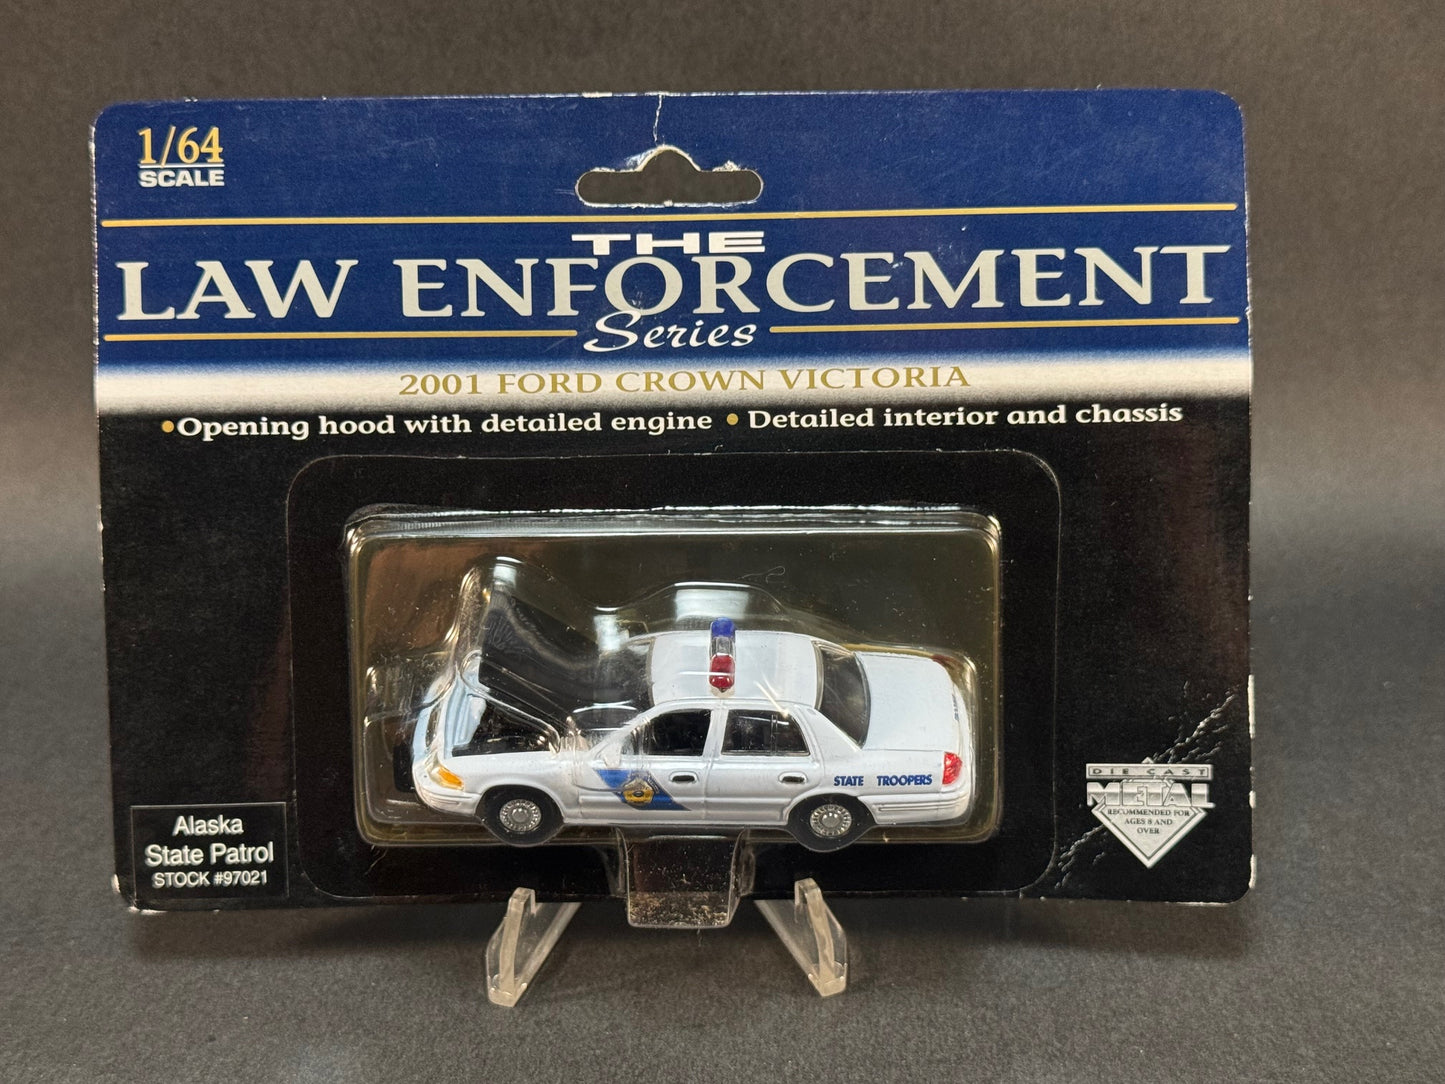 1/64
SCALE
THE
LAW ENFORCEMENT
Series
2001 FORD CROWN VICTORIA
•Opening hood with detailed engine • Detailed interior and chassis
STATE TROOPERS
Alaska
State Patrol
STOCK #97021
DIE CAST
METAL
RECOMMENDED FOR
AGES 8 AND
OVER